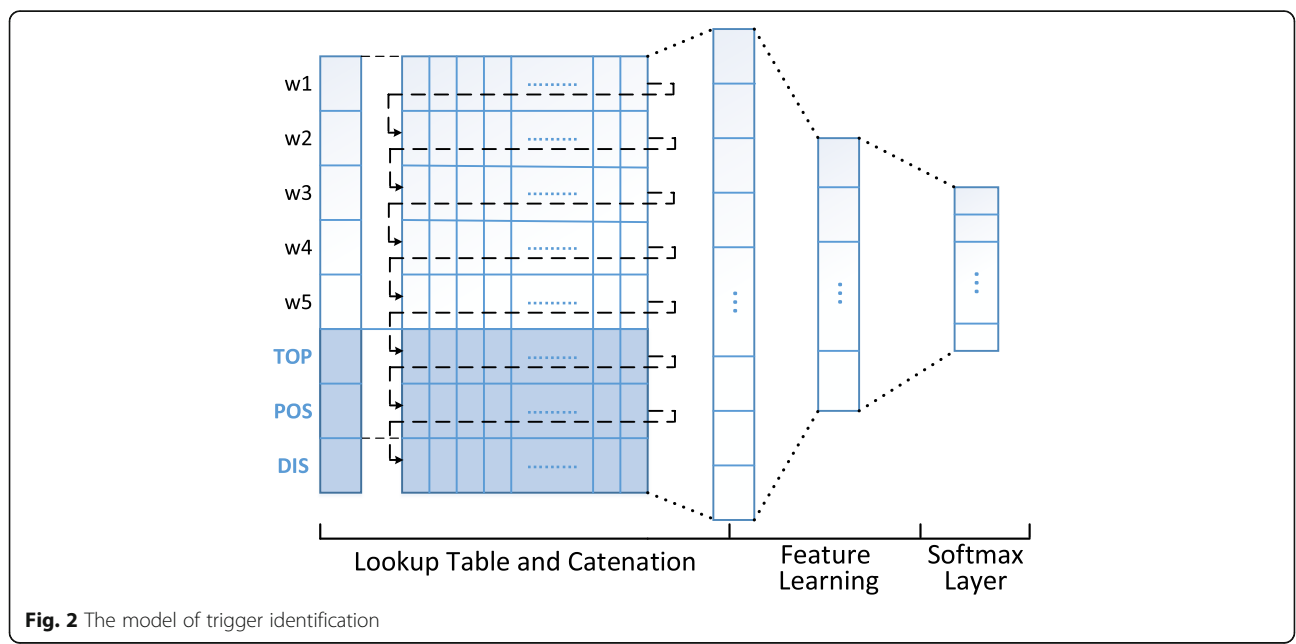 w1
w2
w3
w4
w5
TOP
POS
DIS
Lookup Table and Catenation
Feature
Learning
Softmax
Layer
Fig. 2 The model of trigger identification